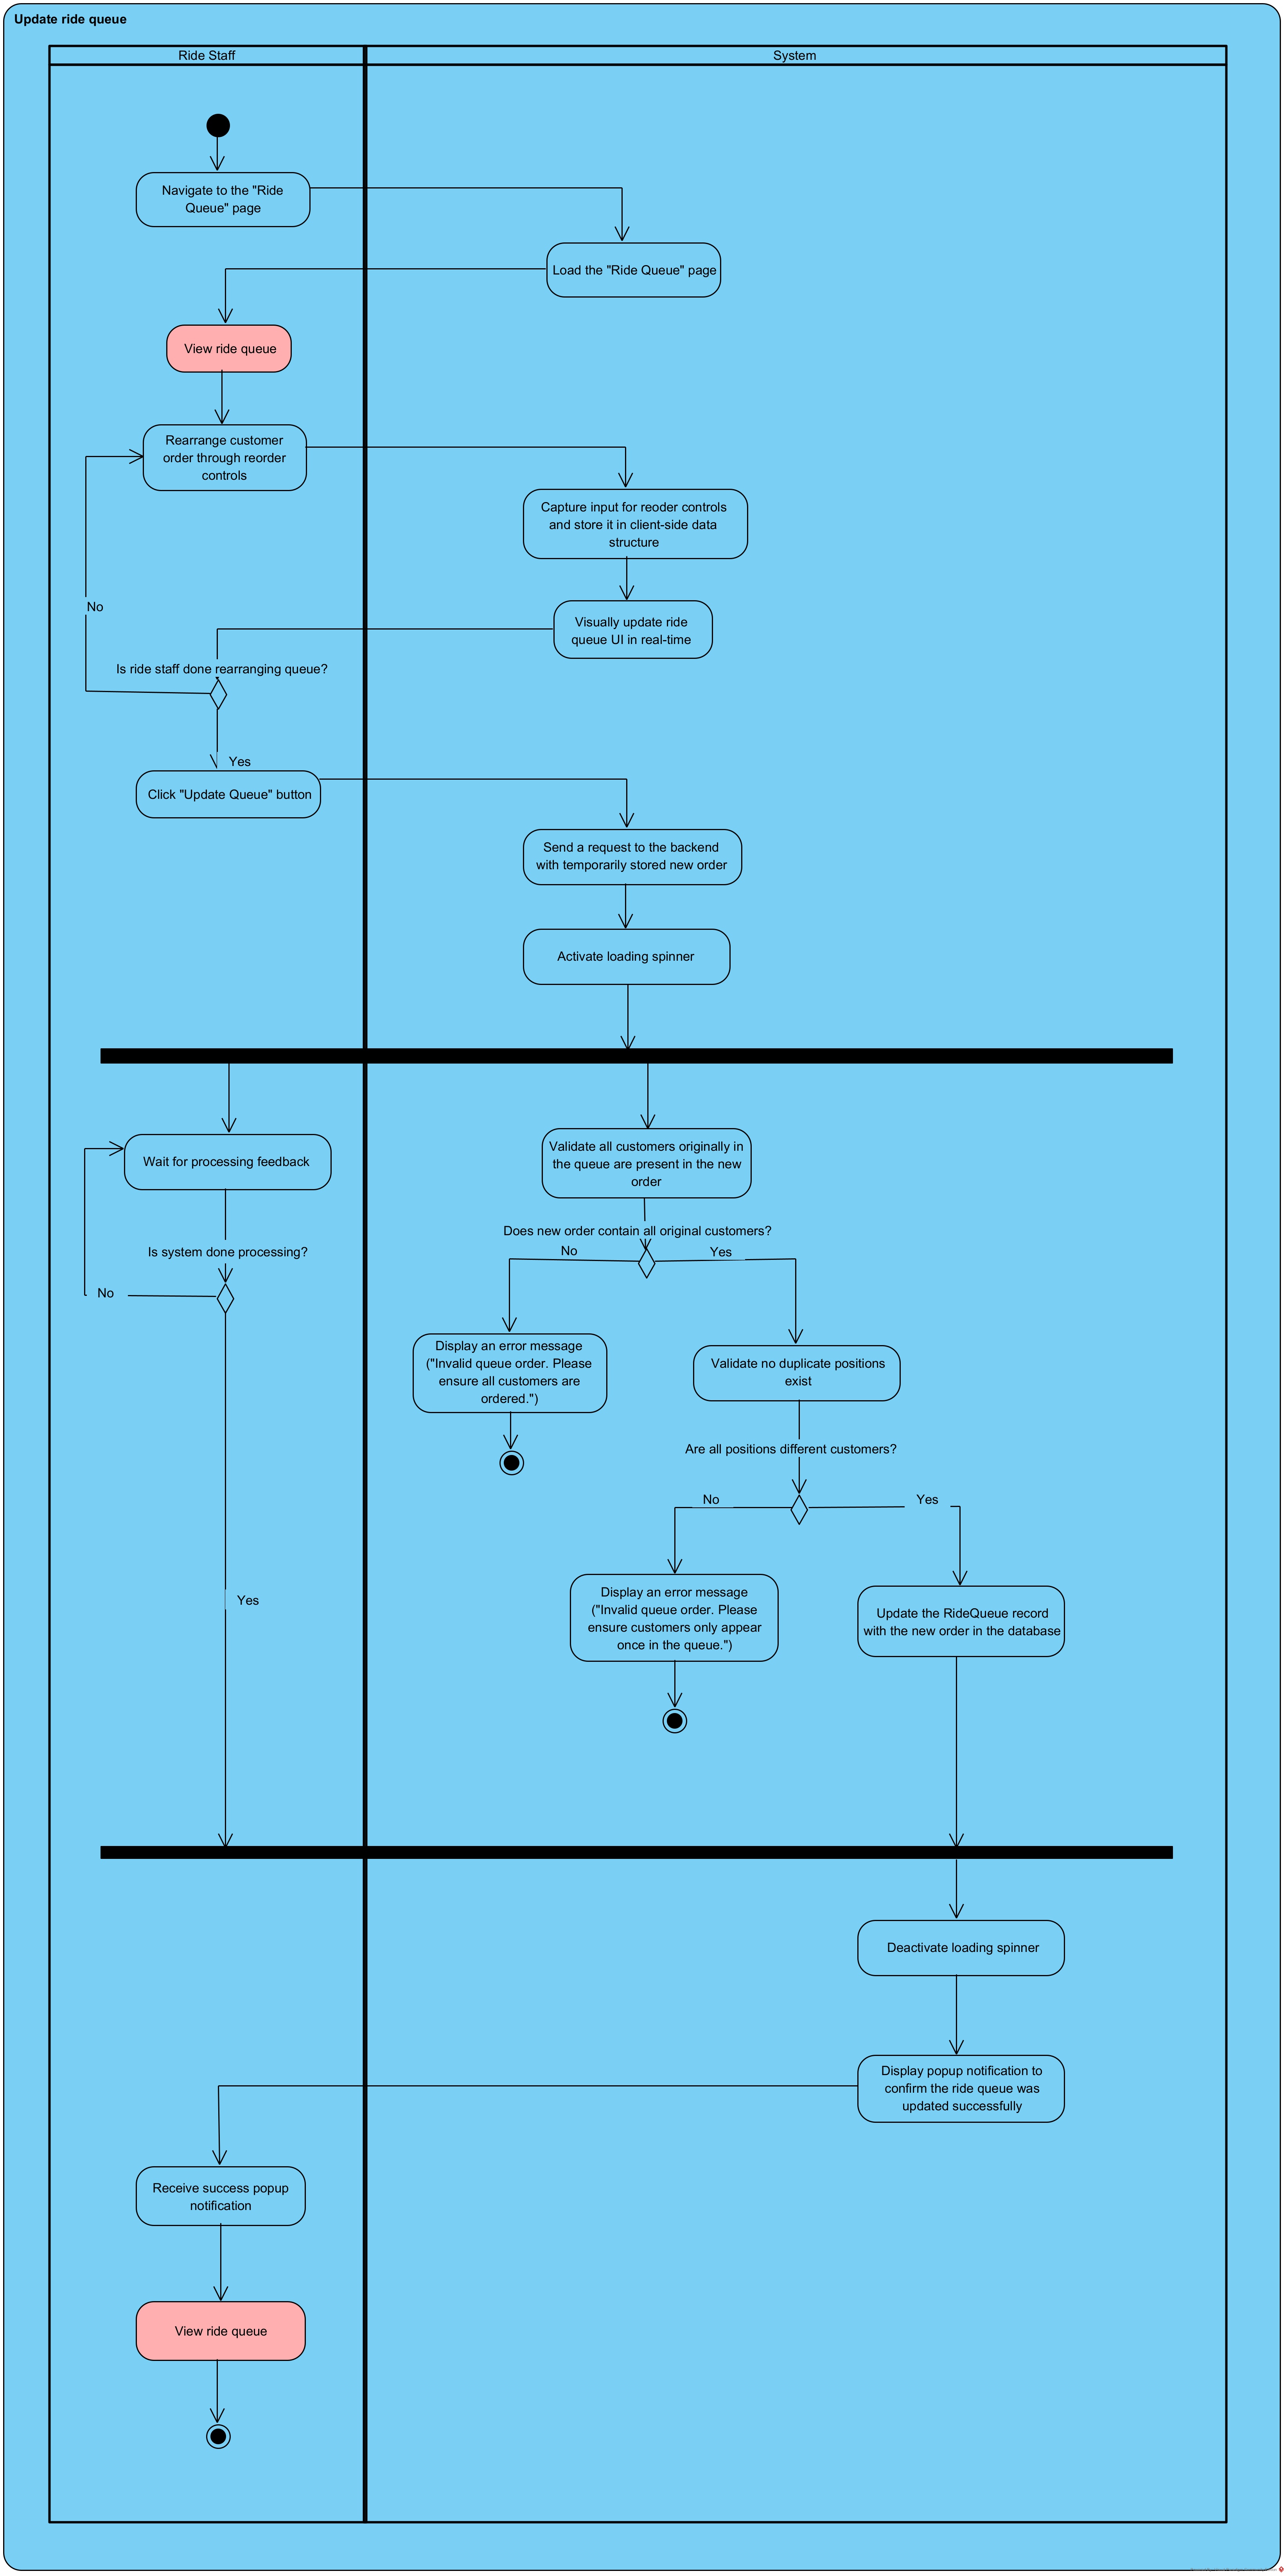 Update ride queue
Ride Staff
System
Navigate to the "Ride
Queue" page
Load the "Ride Queue" page
View ride queue
Rearrange customer
order through reorder
controls
Capture input for reoder controls
and store it in client-side data
structure
No
Visually update ride
queue UI in real-time
Is ride staff done rearranging queue?
Yes
Click "Update Queue" button
Send a request to the backend
with temporarily stored new order
Activate loading spinner
Wait for processing feedback
Validate all customers originally in
the queue are present in the new
order
Is system done processing?
No
Does new order contain all original customers?
No
Yes
Display an error message
("Invalid queue order. Please
ensure all customers are
ordered.")
Validate no duplicate positions
exist
Are all positions different customers?
No
Yes
Yes
Display an error message
("Invalid queue order. Please
ensure customers only appear
once in the queue.")
Update the RideQueue record
with the new order in the database
Deactivate loading spinner
Display popup notification to
confirm the ride queue was
updated successfully
Receive success popup
notification
View ride queue